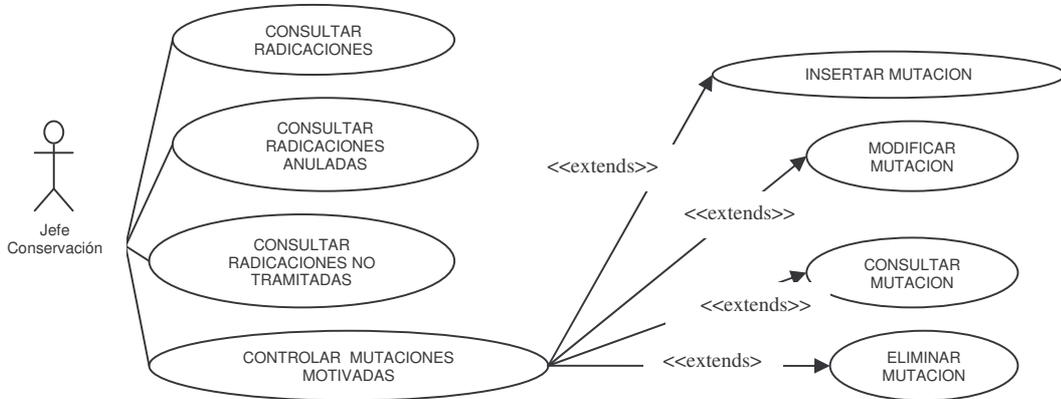 CONSULTAR
RADICACIONES
CONSULTAR
RADICACIONES
ANULADAS
Jefe
Conservación
CONSULTAR
RADICACIONES NO
TRAMITADAS
CONTROLAR MUTACIONES
MOTIVADAS
<<extends>>
<<extends>>
<<extends>>
<<extends>
INSERTAR MUTACION
MODIFICAR
MUTACION
CONSULTAR
MUTACION
ELIMINAR
MUTACION